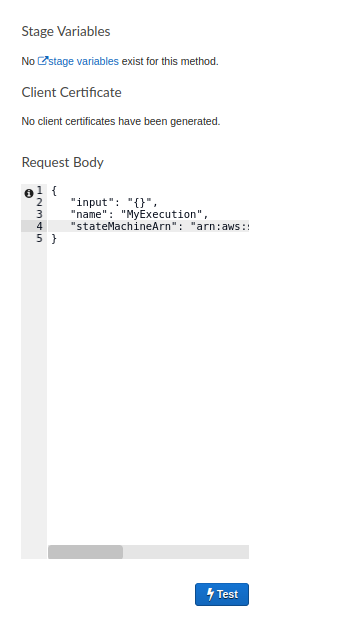 Stage Variables
No stage variables exist for this method.
Client Certificate
No client certificates have been generated.
Request Body
1 {
2 "input": "{}",
3 "name": "MyExecution",
4 "stateMachineArn": "arn:aws:
5 }
Test